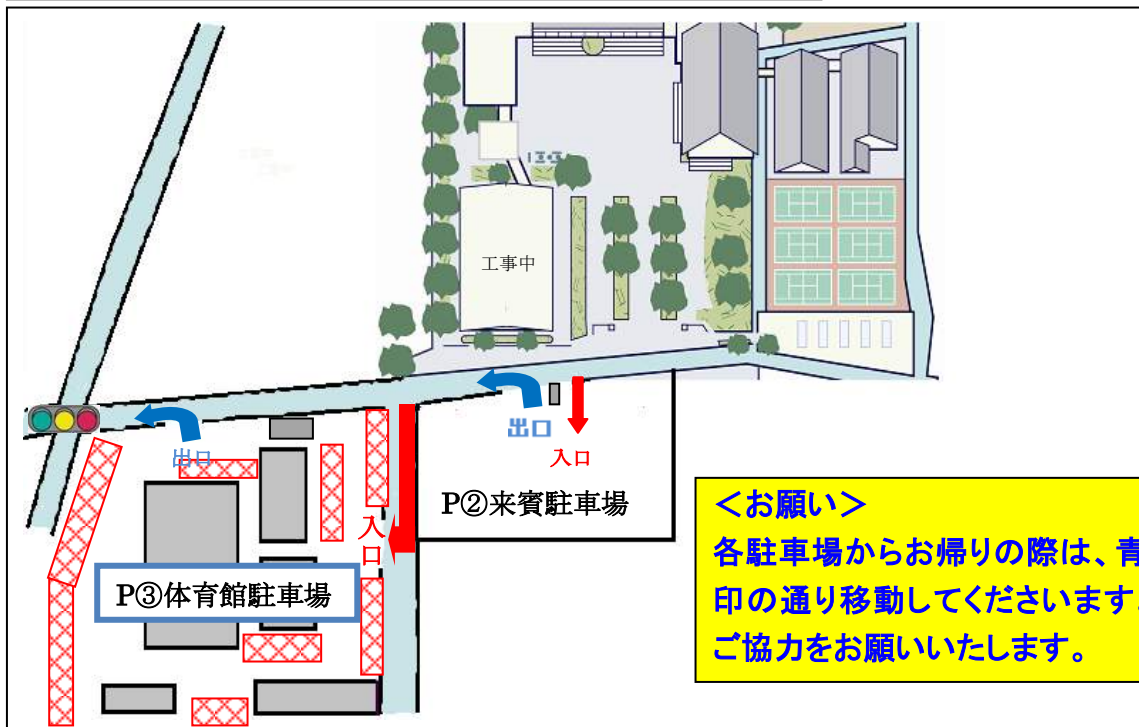 工事中
出口
入口
P②来賓駐車場
出口
入口
P③体育館駐車場
<お願い>
各駐車場からお帰りの際は、青
印の通り移動してくださいます
ご協力をお願いいたします。